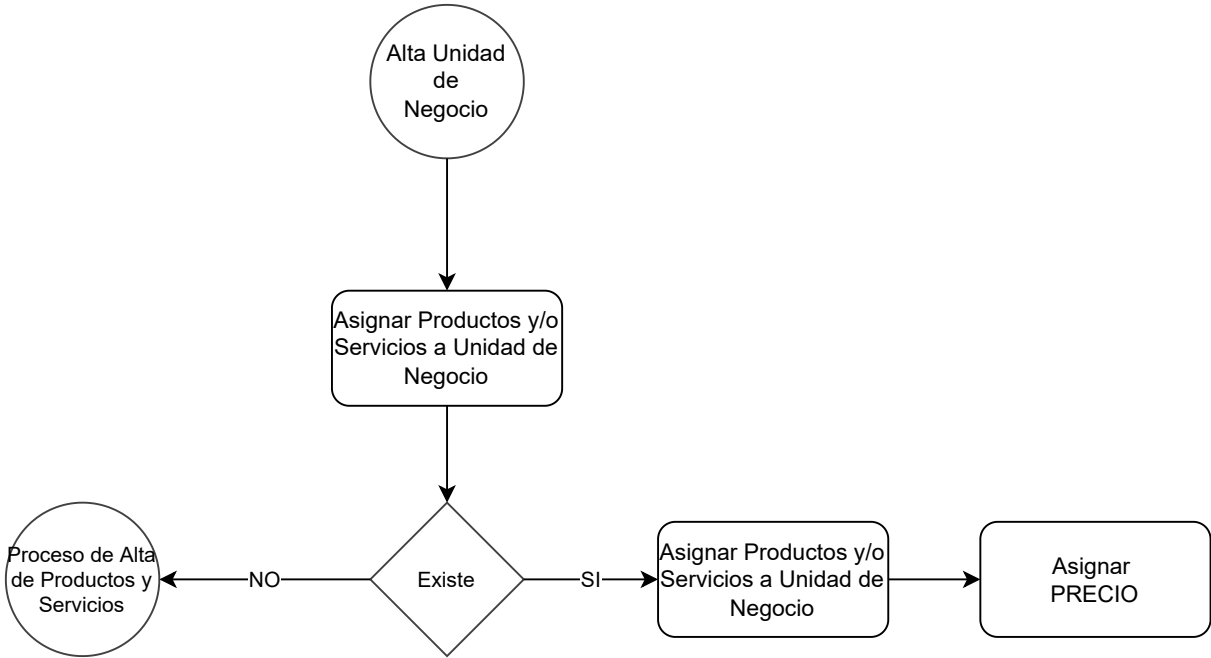 Alta Unidad
de
Negocio
Asignar Productos y/o
Servicios a Unidad de
Negocio
Existe
NO
Proceso de Alta
de Productos y
Servicios
SI
Asignar Productos y/o
Servicios a Unidad de
Negocio
Asignar
PRECIO